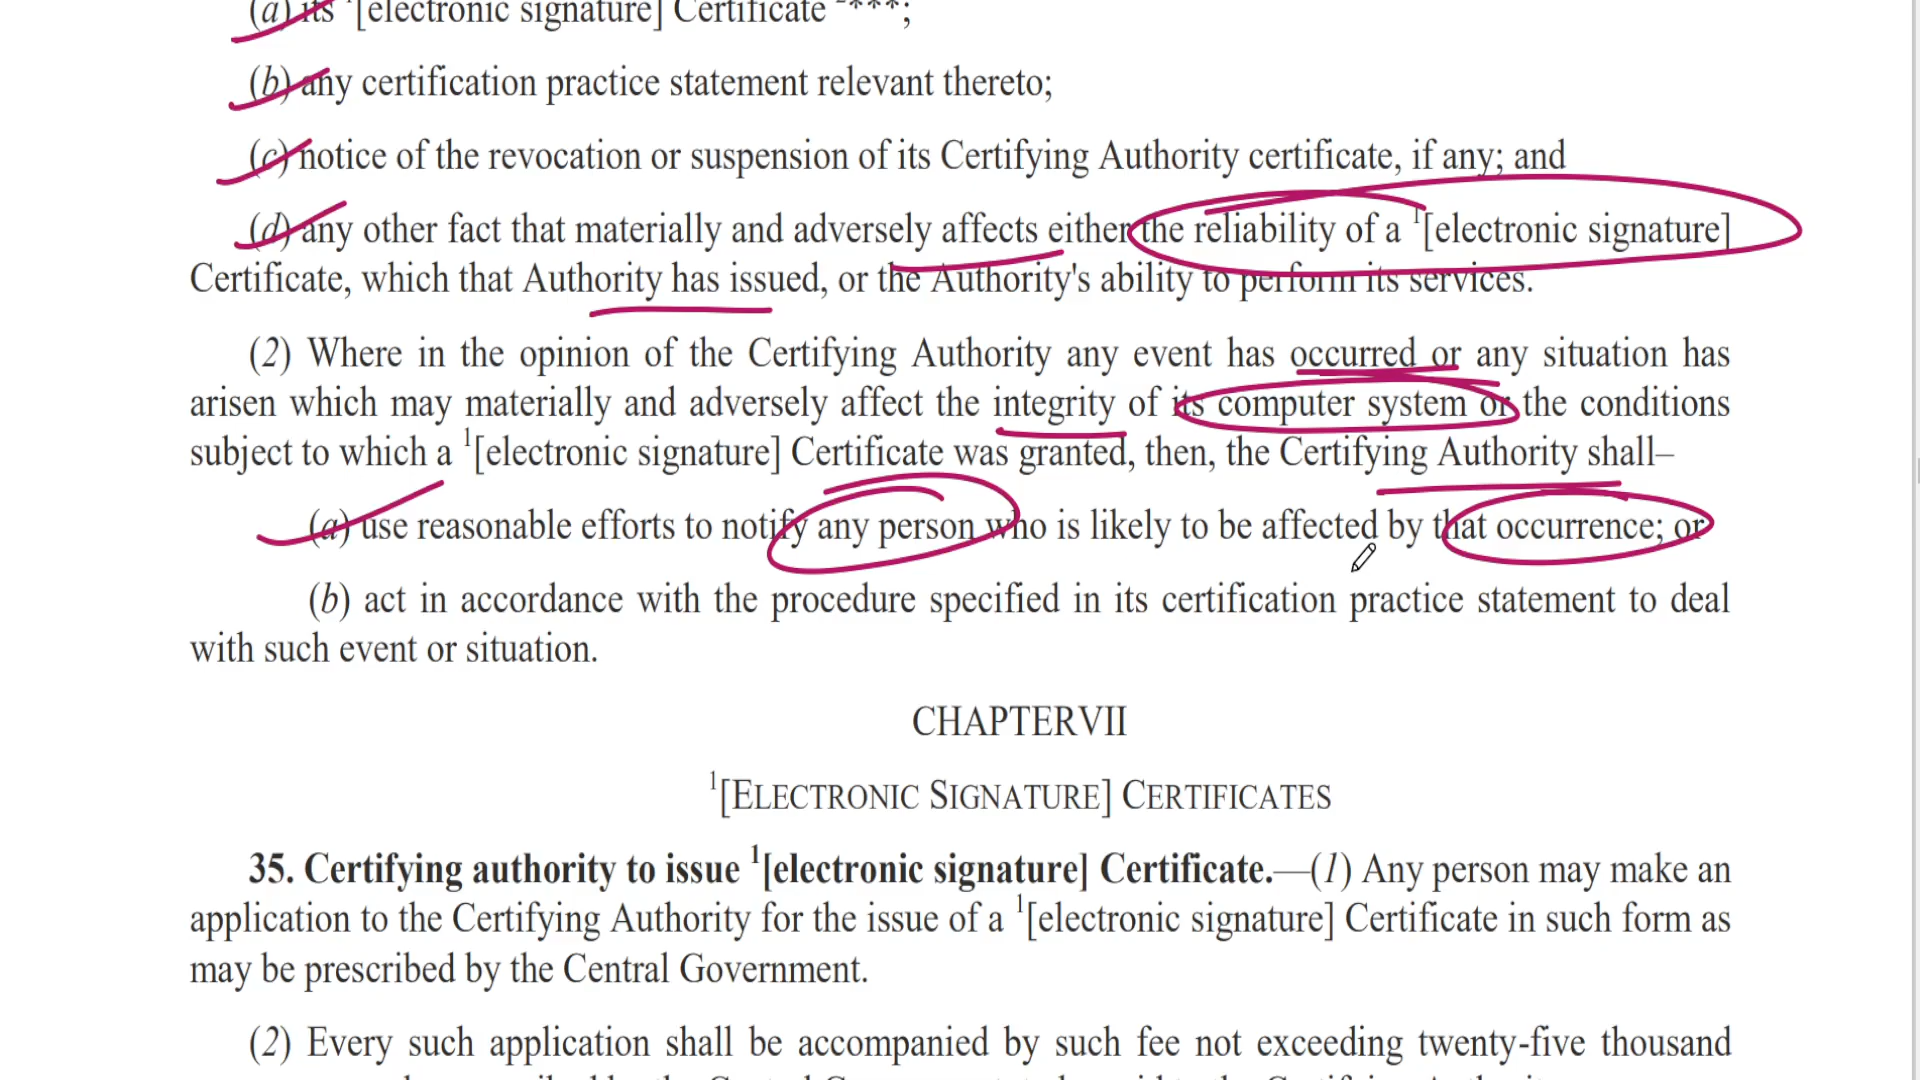 (a) its ¹[electronic signature] Certificate ²***;
(b) any certification practice statement relevant thereto;
(c) notice of the revocation or suspension of its Certifying Authority certificate, if any; and
(d) any other fact that materially and adversely affects either the reliability of a ¹[electronic signature]
Certificate, which that Authority has issued, or the Authority's ability to perform its services.
(2) Where in the opinion of the Certifying Authority any event has occurred or any situation has
arisen which may materially and adversely affect the integrity of its computer system or the conditions
subject to which a ¹[electronic signature] Certificate was granted, then, the Certifying Authority shall–
(a) use reasonable efforts to notify any person who is likely to be affected by that occurrence; or
(b) act in accordance with the procedure specified in its certification practice statement to deal
with such event or situation.
CHAPTERVII
¹[ELECTRONIC SIGNATURE] CERTIFICATES
35. Certifying authority to issue ¹[electronic signature] Certificate.—(1) Any person may make an
application to the Certifying Authority for the issue of a ¹[electronic signature] Certificate in such form as
may be prescribed by the Central Government.
(2) Every such application shall be accompanied by such fee not exceeding twenty-five thousand